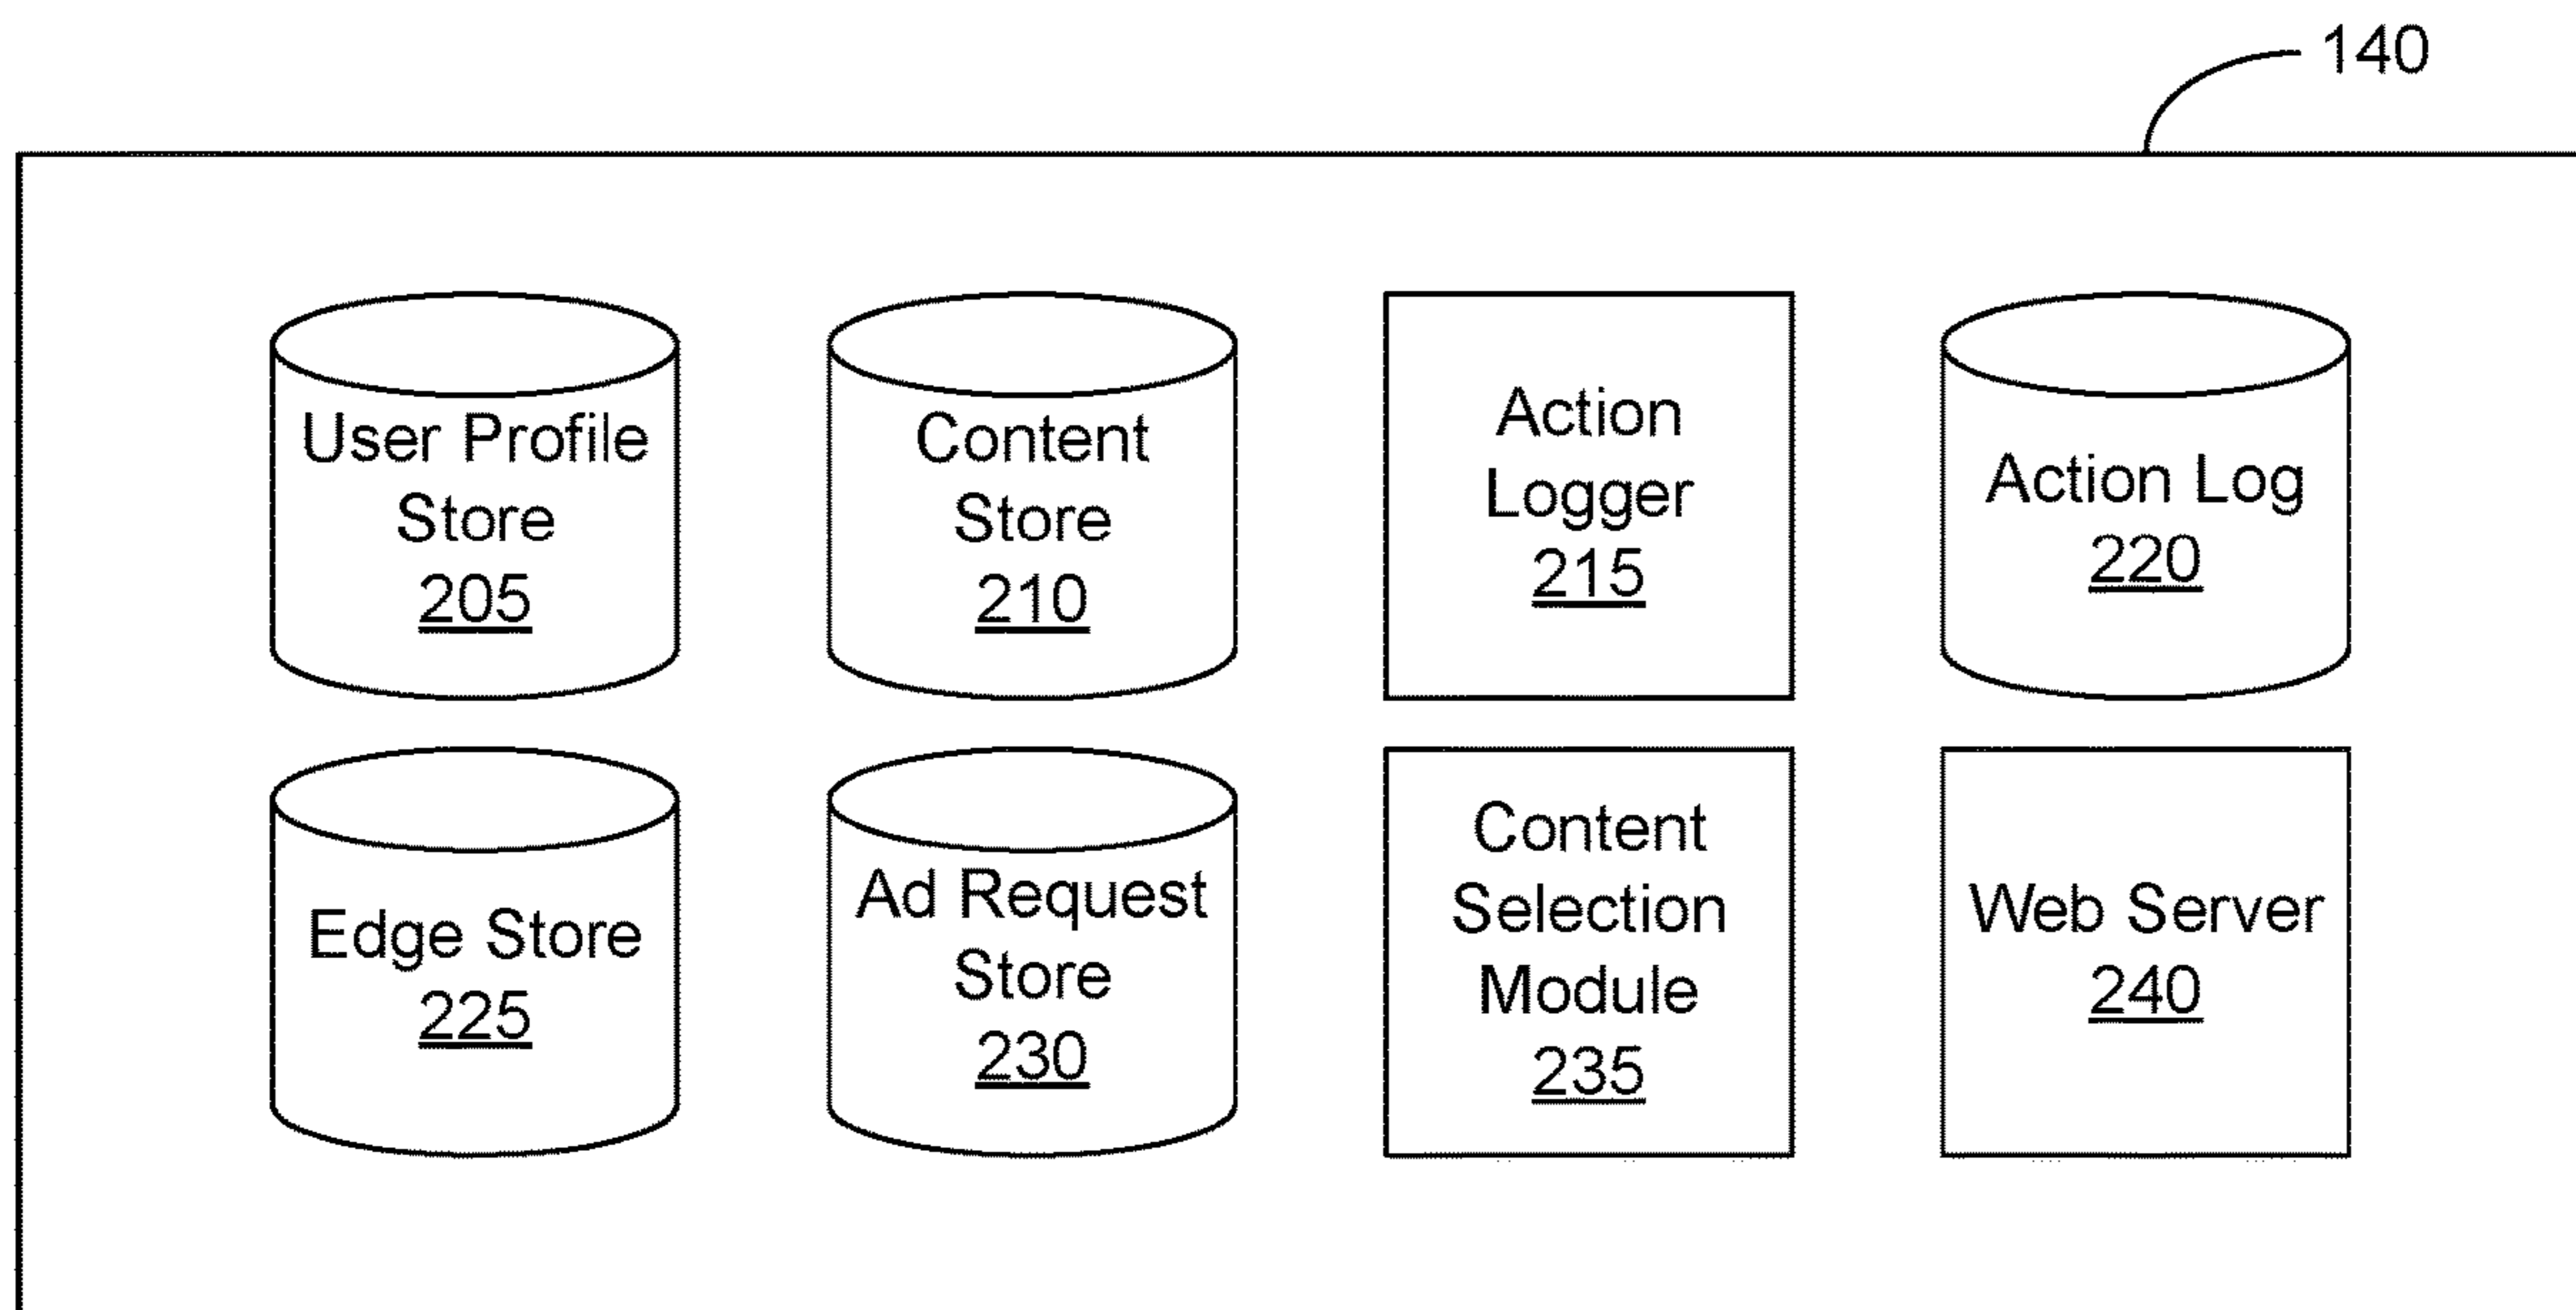 140
User Profile
Store
205
Content
Store
210
Action
Logger
215
Action Log
220
Edge Store
225
Ad Request
Store
230
Content
Selection
Module
235
Web Server
240